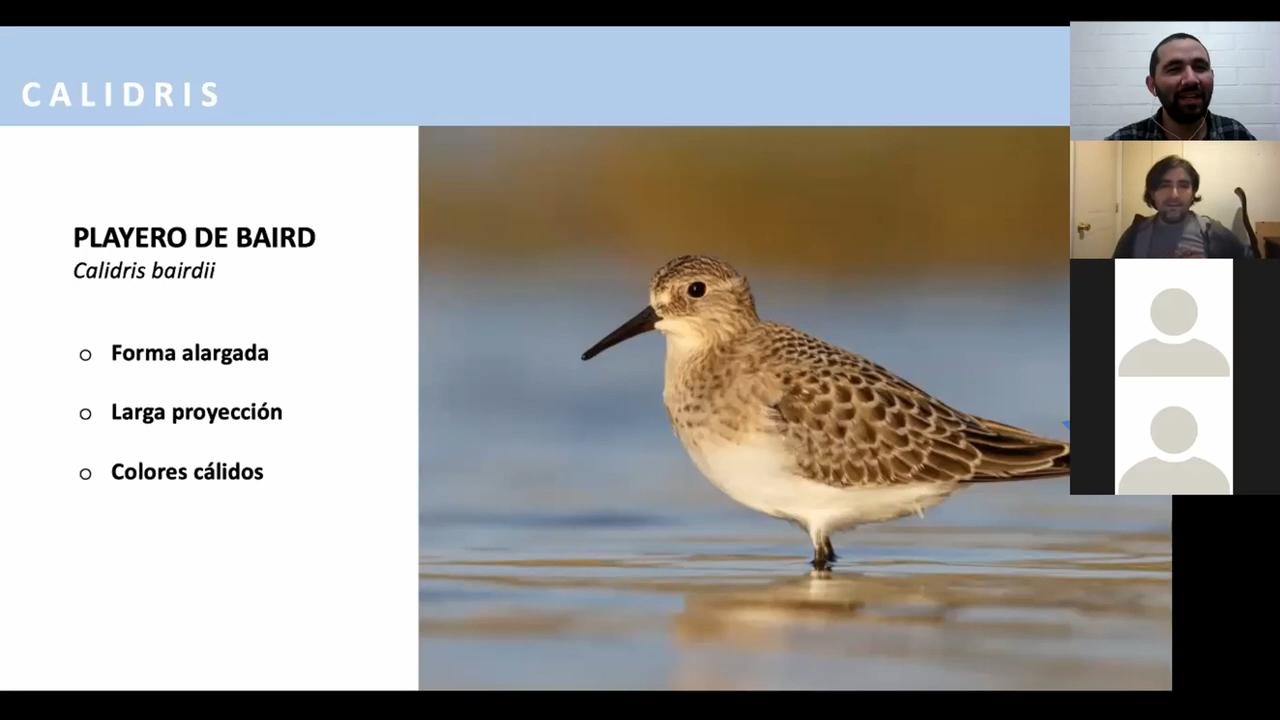 CALIDRIS
PLAYERO DE BAIRD
Calidris bairdii
Forma alargada
Larga proyección
Colores cálidos